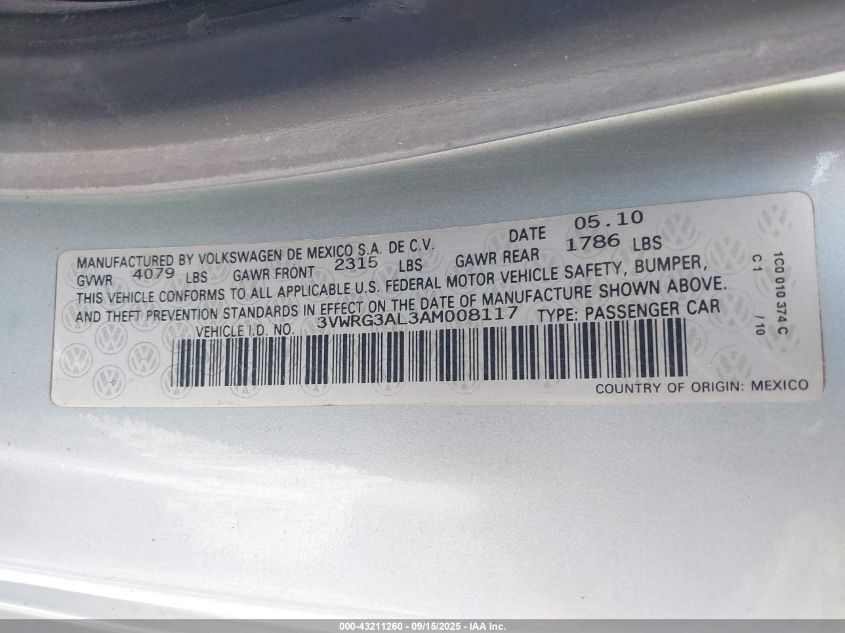 MANUFACTURED BY VOLKSWAGEN DE MEXICO S.A. DE C.V. DATE 05.10
GVWR 4079 LBS GAWR FRONT 2315 LBS GAWR REAR 1786 LBS
THIS VEHICLE CONFORMS TO ALL APPLICABLE U.S. FEDERAL MOTOR VEHICLE SAFETY, BUMPER,
AND THEFT PREVENTION STANDARDS IN EFFECT ON THE DATE OF MANUFACTURE SHOWN ABOVE.
VEHICLE I.D. NO. 3VWRG3AL3AM008117 TYPE: PASSENGER CAR
COUNTRY OF ORIGIN: MEXICO
1C0 010 374 C
C 1 / 10
000-43211260 - 09/15/2025 - IAA Inc.